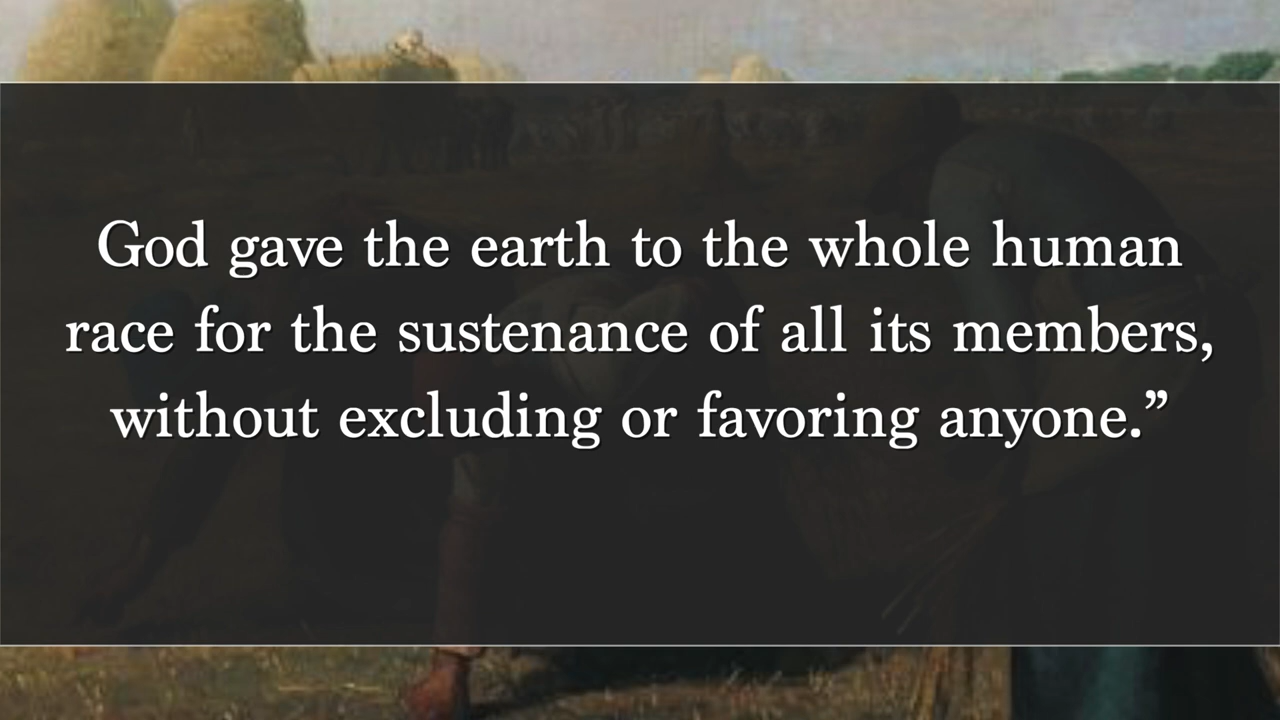 God gave the earth to the whole human
race for the sustenance of all its members,
without excluding or favoring anyone.”